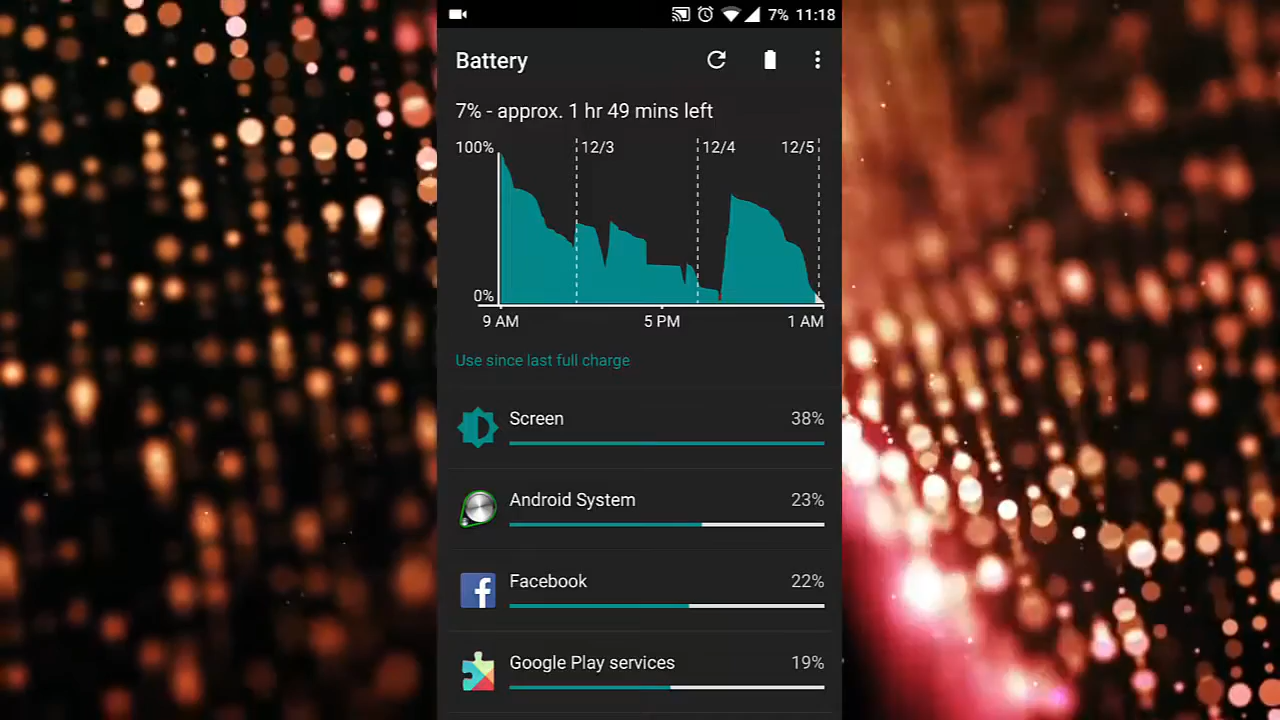 7% 11:18
Battery
7% - approx. 1 hr 49 mins left
100% 12/3 12/4 12/5
0%
9 AM 5 PM 1 AM
Use since last full charge
Screen 38%
Android System 23%
Facebook 22%
Google Play services 19%